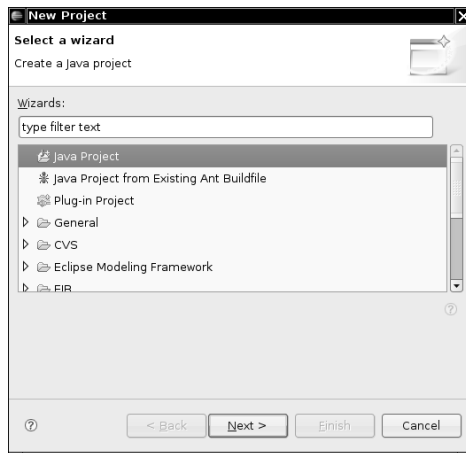 New Project
Select a wizard
Create a Java project
Wizards:
type filter text
Java Project
Java Project from Existing Ant Buildfile
Plug-in Project
General
CVS
Eclipse Modeling Framework
< Back
Next >
Finish
Cancel